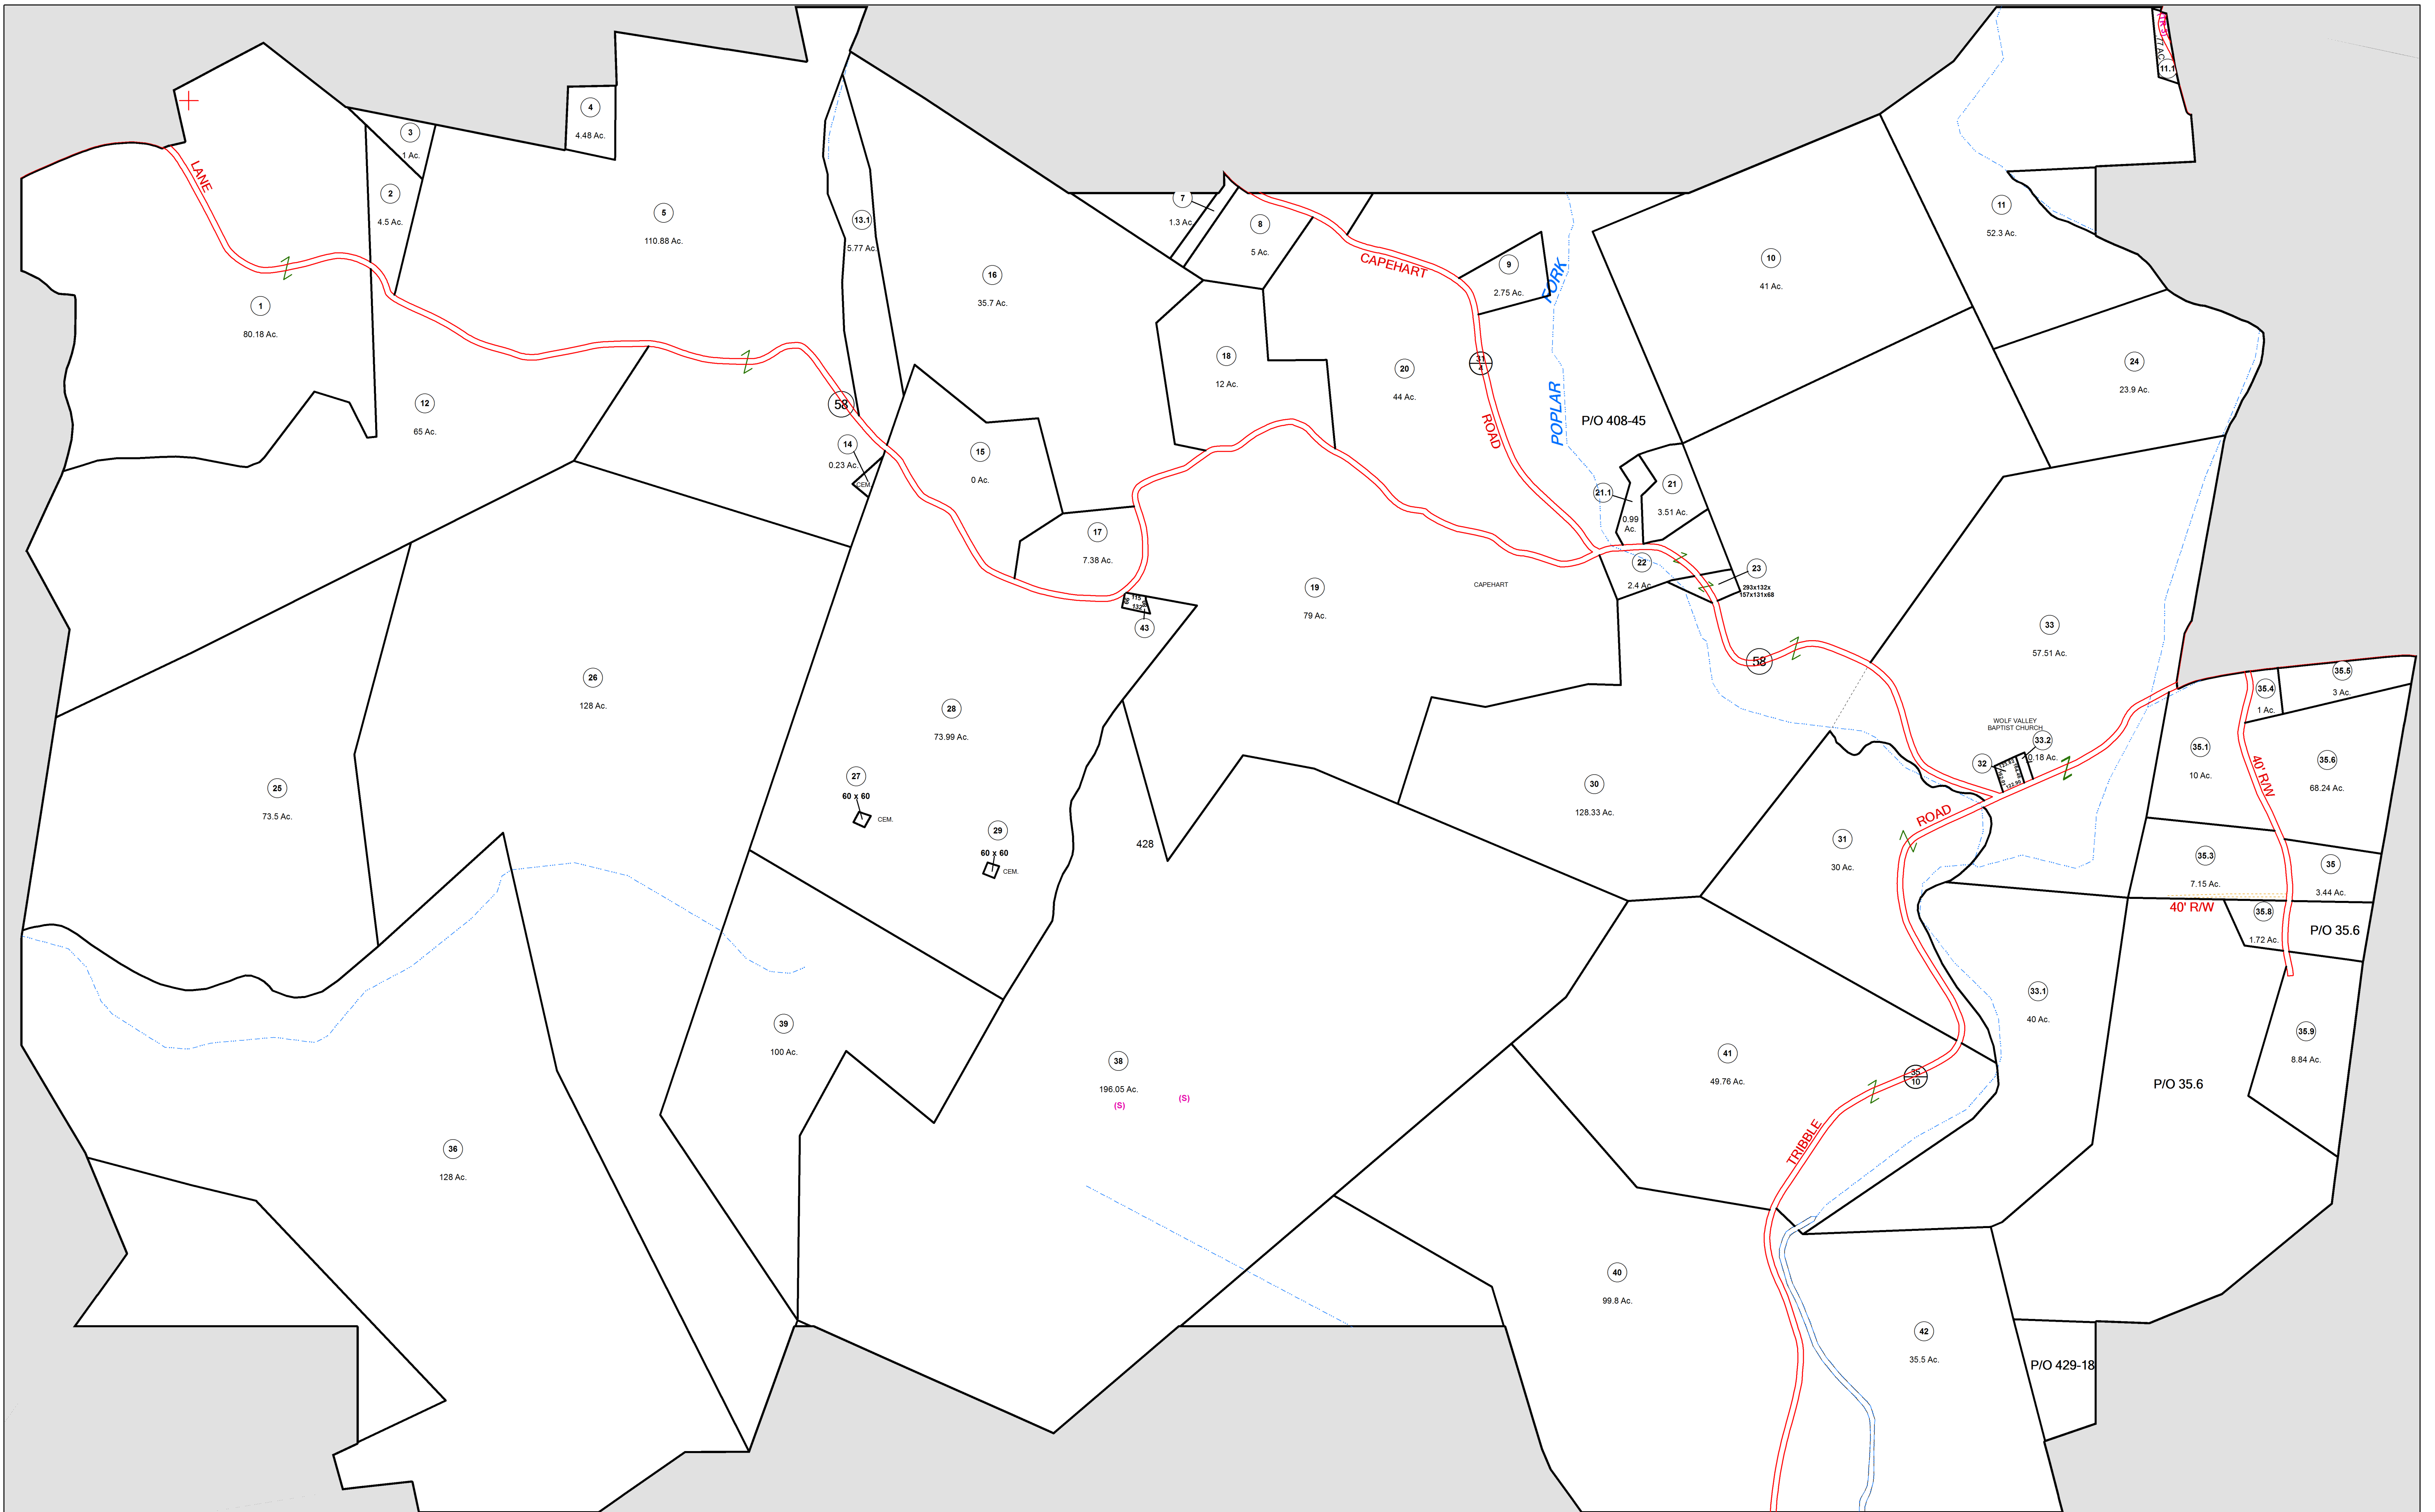 LANE
1
80.18 Ac.
2
4.5 Ac.
3
1 Ac.
4
4.48 Ac.
5
110.88 Ac.
13.1
5.77 Ac.
16
35.7 Ac.
7
1.3 Ac.
8
5 Ac.
CAPEHART
9
2.75 Ac.
FORK
10
41 Ac.
11
52.3 Ac.
11.1
12
65 Ac.
58
14
0.23 Ac.
CEM.
15
0 Ac.
17
7.38 Ac.
18
12 Ac.
20
44 Ac.
31
4
ROAD
POPLAR
P/O 408-45
24
23.9 Ac.
21.1
0.99
Ac.
21
3.51 Ac.
22
2.4 Ac.
23
293x132x
157x131x68
CAPEHART
19
79 Ac.
115
132
43
58
33
57.51 Ac.
26
128 Ac.
28
73.99 Ac.
25
73.5 Ac.
27
60 x 60
CEM.
29
60 x 60
CEM.
428
30
128.33 Ac.
31
30 Ac.
WOLF VALLEY
BAPTIST CHURCH
32
33.2
0.18 Ac.
ROAD
35.4
1 Ac.
35.5
3 Ac.
35.1
10 Ac.
40' R/W
35.6
68.24 Ac.
35.3
7.15 Ac.
35
3.44 Ac.
40' R/W
35.8
1.72 Ac.
P/O 35.6
33.1
40 Ac.
35.9
8.84 Ac.
P/O 35.6
39
100 Ac.
38
196.05 Ac.
(S)
(S)
41
49.76 Ac.
35
10
TRIBBLE
36
128 Ac.
40
99.8 Ac.
42
35.5 Ac.
P/O 429-18